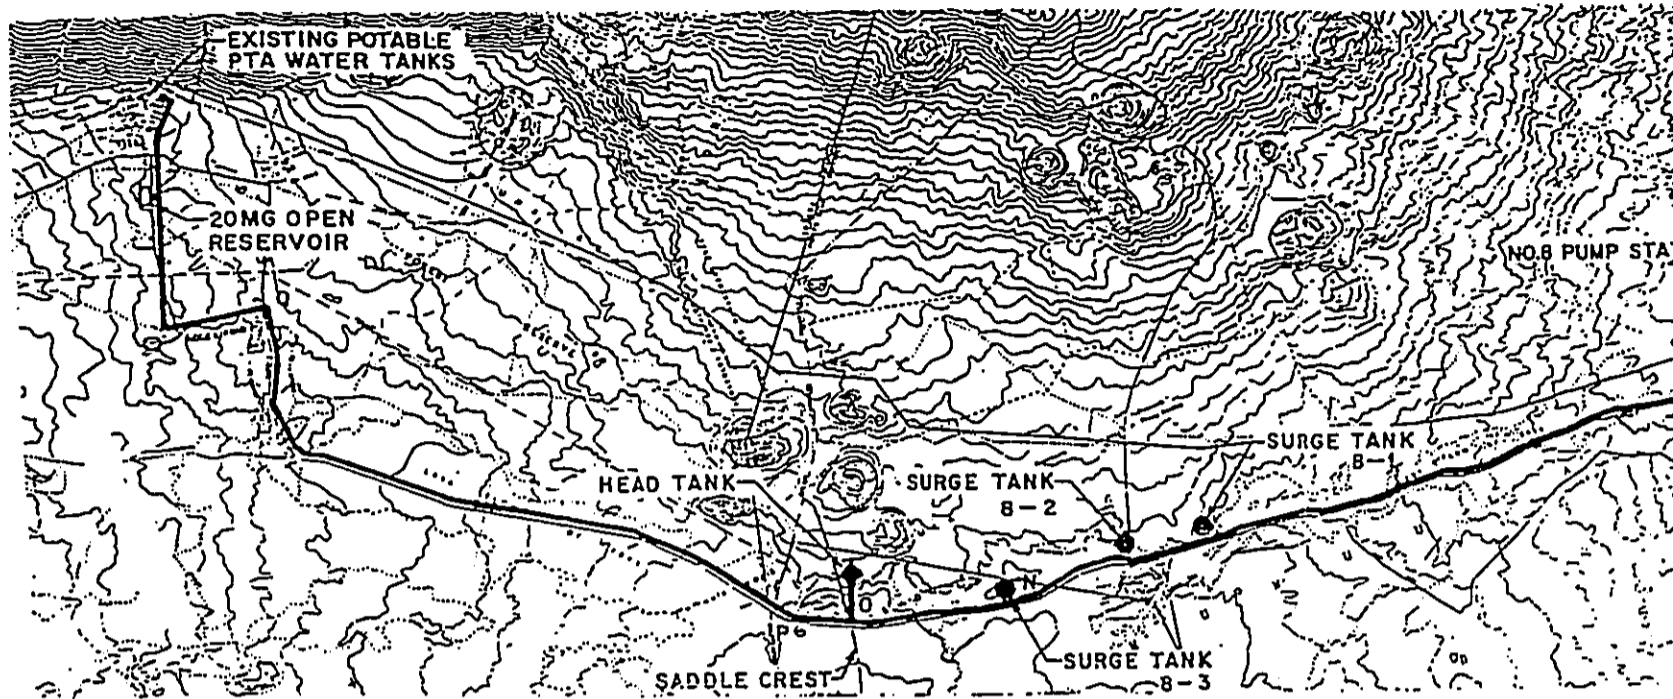 EXISTING POTABLE
PTA WATER TANKS
20MG OPEN
RESERVOIR
NO.8 PUMP STA.
SURGE TANK
8-1
HEAD TANK
SURGE TANK
8-2
N
O
P6
SURGE TANK
8-3
SADDLE CREST